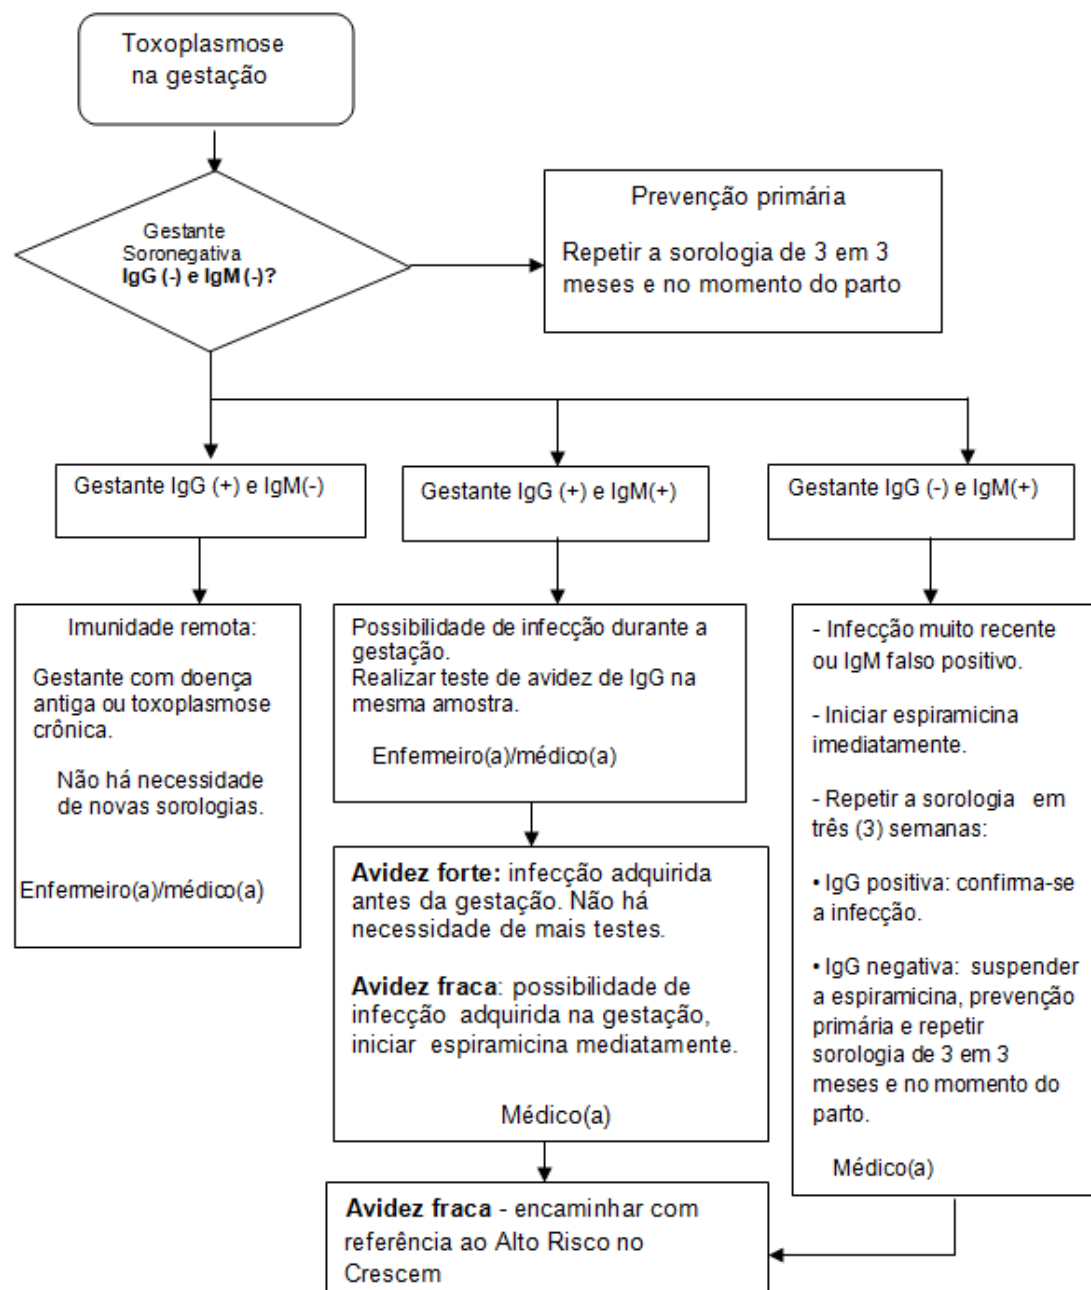 Toxoplasmose
na gestação
Gestante
Soronegativa
IgG (-) e IgM (-)?
Prevenção primária
Repetir a sorologia de 3 em 3
meses e no momento do parto
Gestante IgG (+) e IgM(-)
Gestante IgG (+) e IgM(+)
Gestante IgG (-) e IgM(+)
Imunidade remota:
Gestante com doença
antiga ou toxoplasmose
crônica.
Não há necessidade
de novas sorologias.
Enfermeiro(a)/médico(a)
Possibilidade de infecção durante a
gestação.
Realizar teste de avidez de IgG na
mesma amostra.
Enfermeiro(a)/médico(a)
Avidez forte: infecção adquirida
antes da gestação. Não há
necessidade de mais testes.
Avidez fraca: possibilidade de
infecção adquirida na gestação,
iniciar espiramicina mediatamente.
Médico(a)
- Infecção muito recente
ou IgM falso positivo.
- Iniciar espiramicina
imediatamente.
- Repetir a sorologia em
três (3) semanas:
• IgG positiva: confirma-se
a infecção.
• IgG negativa: suspender
a espiramicina, prevenção
primária e repetir
sorologia de 3 em 3
meses e no momento do
parto.
Médico(a)
Avidez fraca - encaminhar com
referência ao Alto Risco no
Crescem